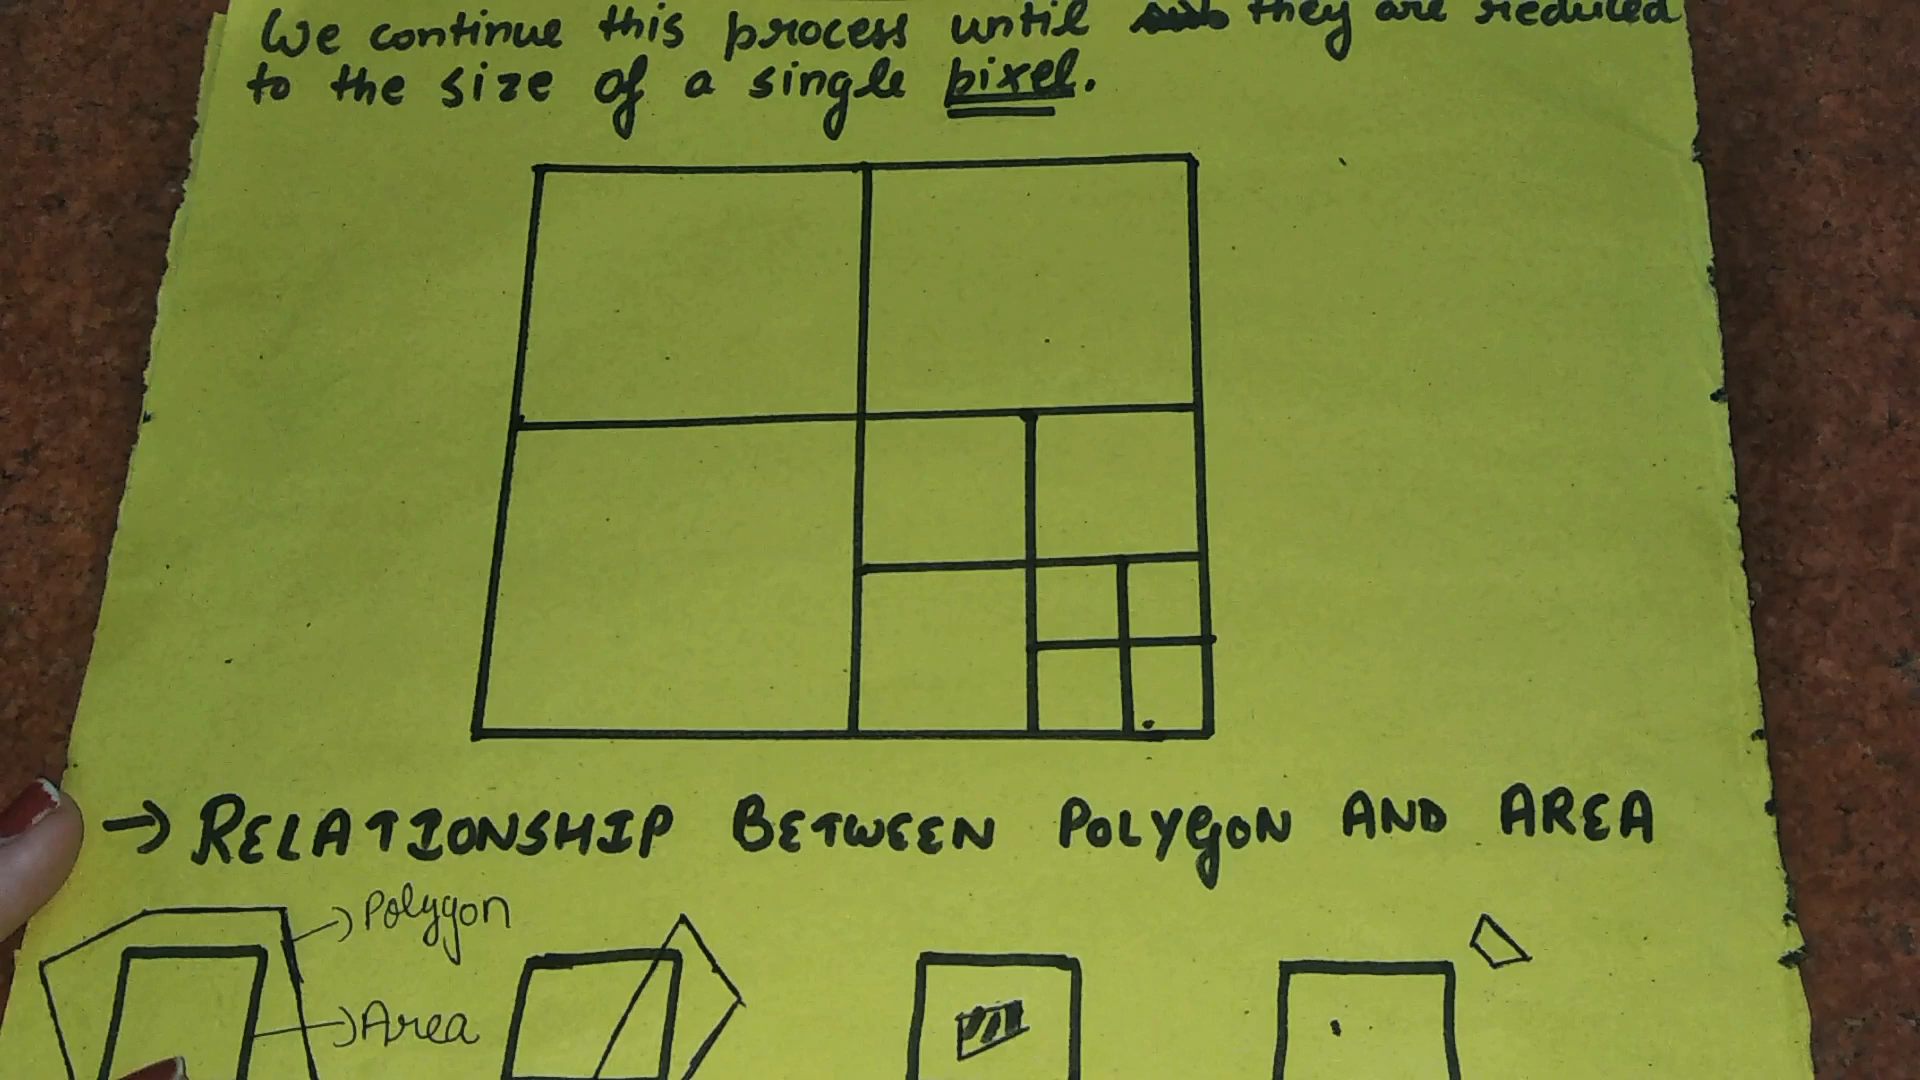 We continue this process until they are reduced
to the size of a single pixel.
→ RELATIONSHIP BETWEEN POLYGON AND AREA
Polygon
Area